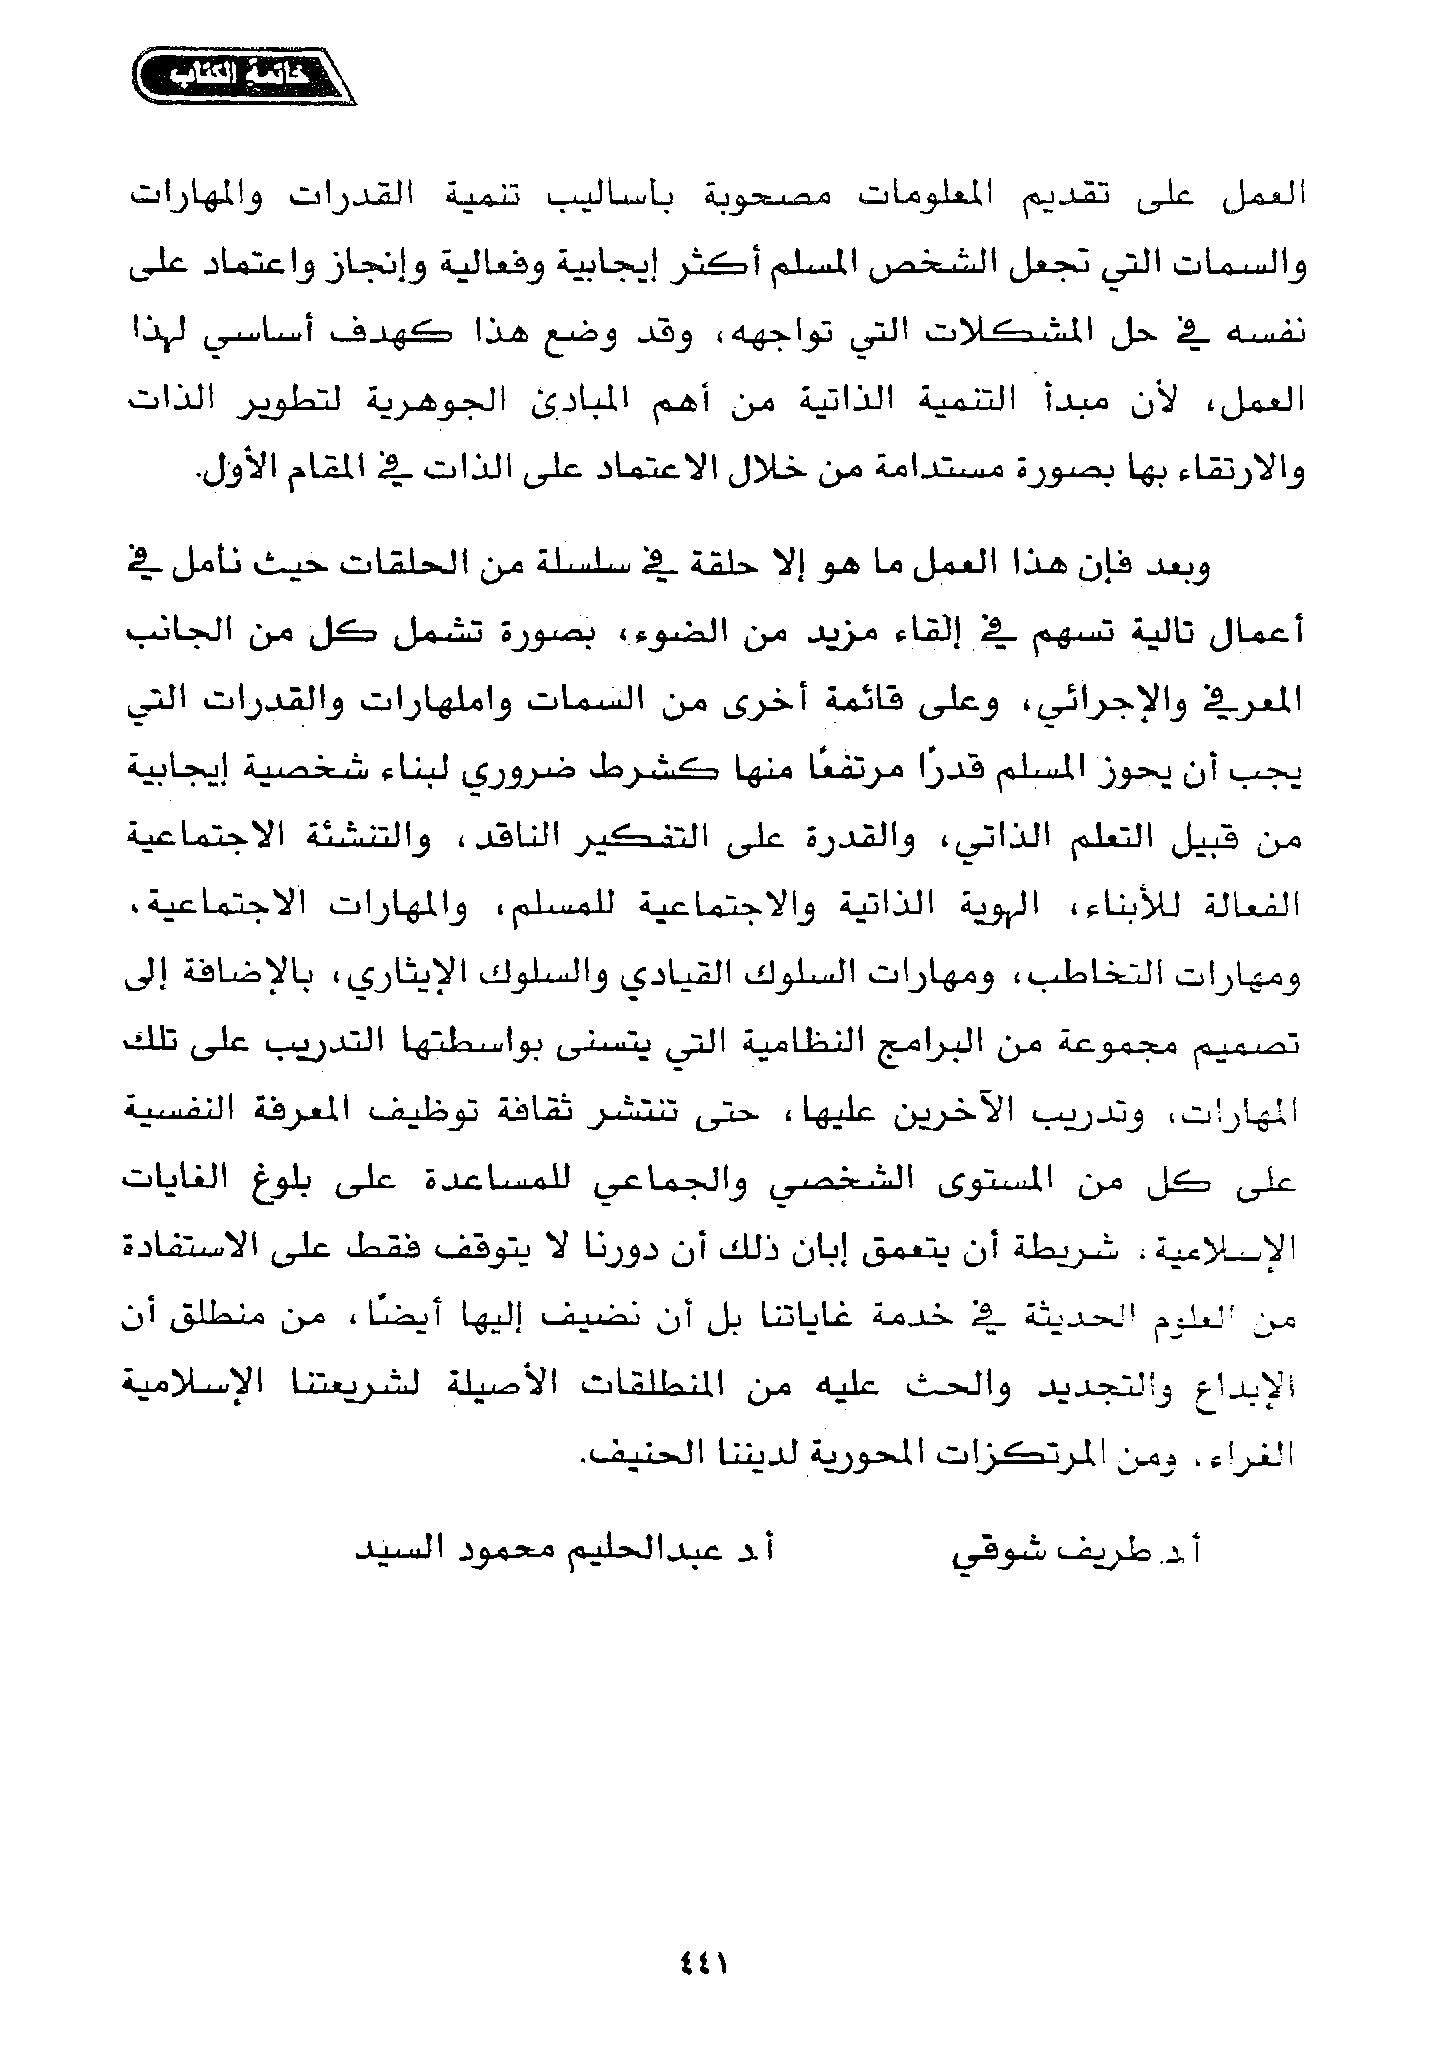 خاتمة الكتاب
العمل على تقديم المعلومات مصحوبة بأساليب تنمية القدرات والمهارات
والسمات التي تجعل الشخص المسلم أكثر إيجابية وفعالية وإنجاز واعتماد على
نفسه في حل المشكلات التي تواجهه، وقد وضع هذا كهدف أساسي لهذا
العمل، لأن مبدأ التنمية الذاتية من أهم المبادئ الجوهرية لتطوير الذات
والارتقاء بها بصورة مستدامة من خلال الاعتماد على الذات في المقام الأول.
وبعد فإن هذا العمل ما هو إلا حلقة في سلسلة من الحلقات حيث نأمل في
أعمال تالية تسهم في إلقاء مزيد من الضوء، بصورة تشمل كل من الجانب
المعرفي والإجرائي، وعلى قائمة أخرى من السمات واملهارات والقدرات التي
يجب أن يحوز المسلم قدرًا مرتفعًا منها كشرط ضروري لبناء شخصية إيجابية
من قبيل التعلم الذاتي، والقدرة على التفكير الناقد، والتنشئة الاجتماعية
الفعالة للأبناء، الهوية الذاتية والاجتماعية للمسلم، والمهارات الاجتماعية،
ومهارات التخاطب، ومهارات السلوك القيادي والسلوك الإيثاري، بالإضافة إلى
تصميم مجموعة من البرامج النظامية التي يتسنى بواسطتها التدريب على تلك
المهارات، وتدريب الآخرين عليها، حتى تنتشر ثقافة توظيف المعرفة النفسية
على كل من المستوى الشخصي والجماعي للمساعدة على بلوغ الغايات
الإسلاعية، شريطة أن يتعمق إبان ذلك أن دورنا لا يتوقف فقط على الاستفادة
من العلوم الحديثة في خدمة غاياتنا بل أن نضيف إليها أيضًا، من منطلق أن
الإبداع والتجديد والحث عليه من المنطلقات الأصيلة لشريعتنا الإسلامية
الغراء، ومن المرتكزات المحورية لديننا الحنيف.
أ.د. طريف شوقي أ.د عبدالحليم محمود السيد
٤٤١